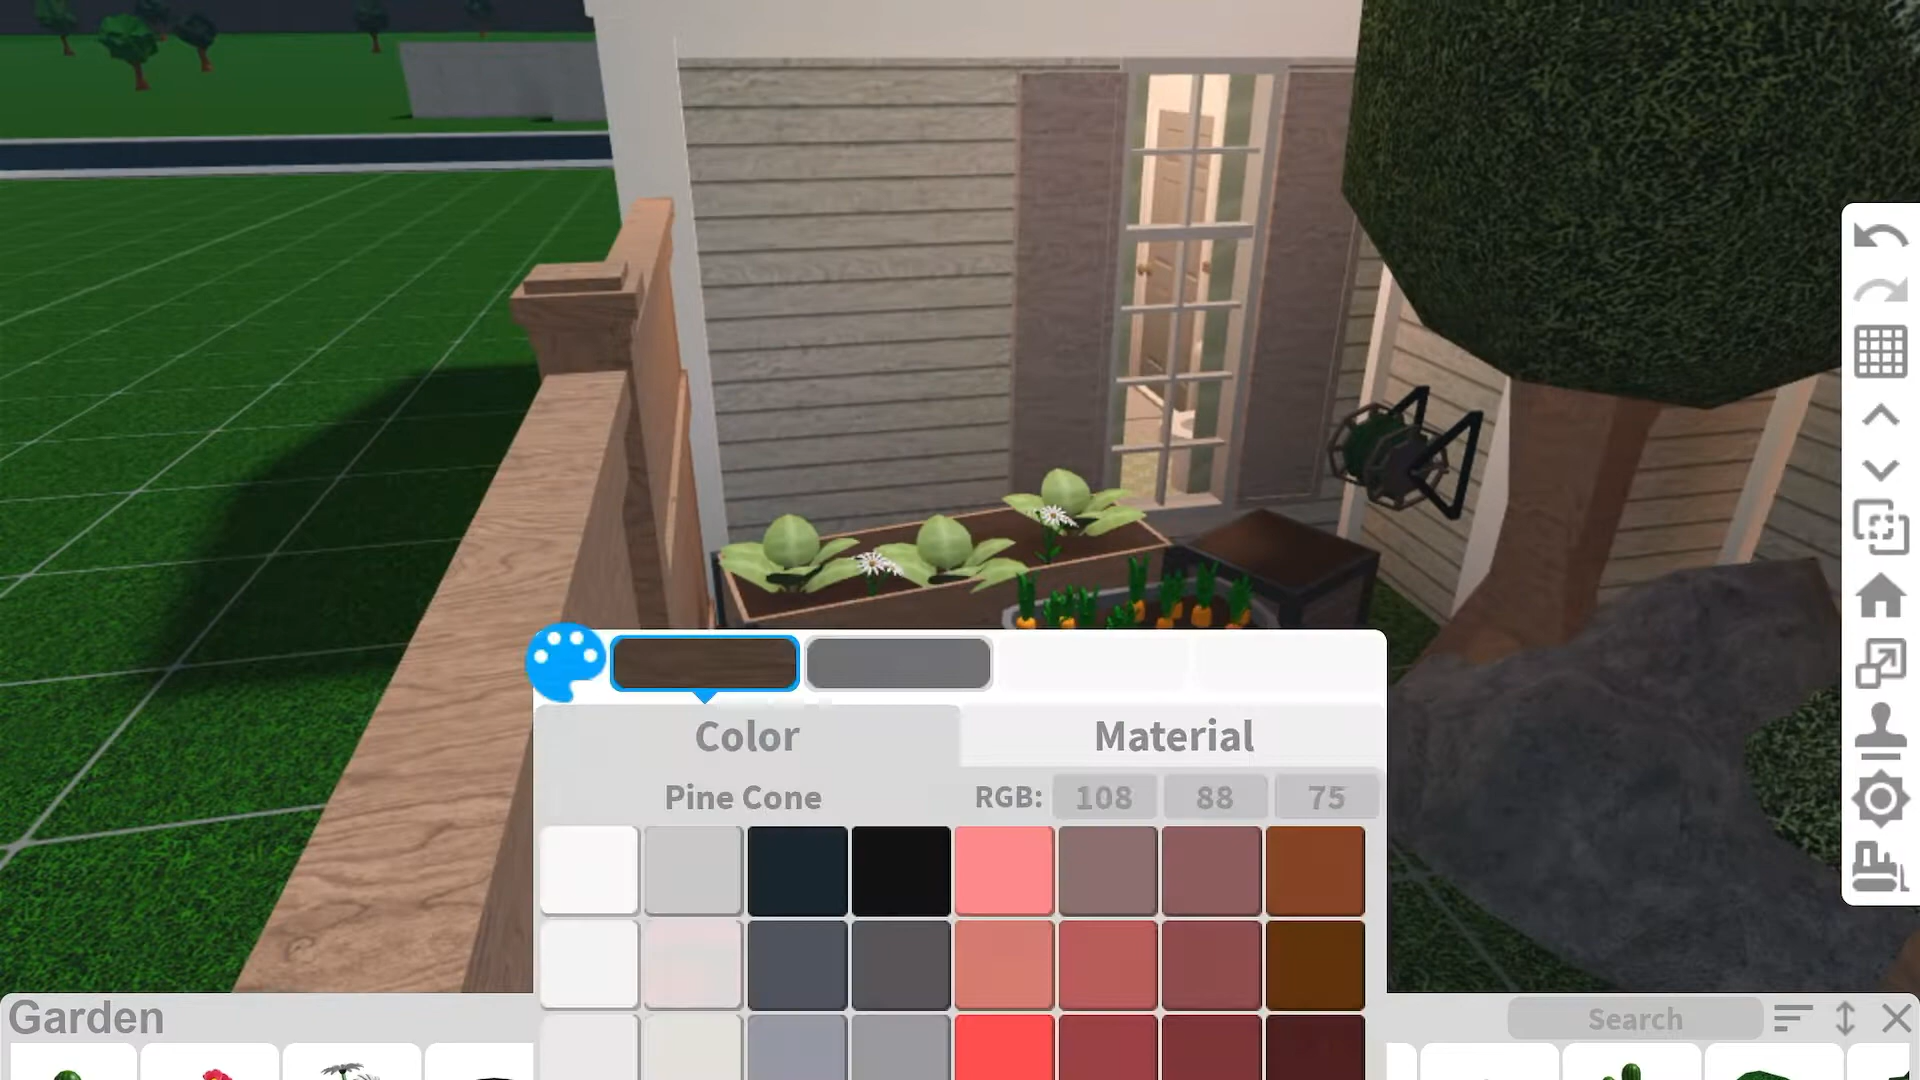 Color
Material
Pine Cone
RGB: 108 88 75
Garden
Search